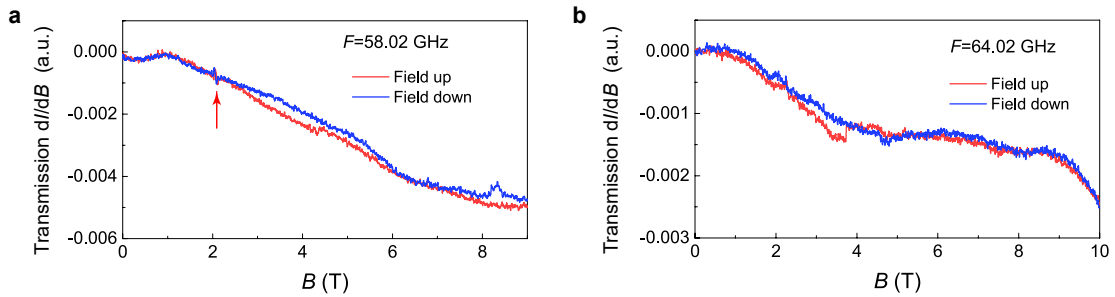 a
Transmission dI/dB (a.u.)
0.000
-0.002
-0.004
-0.006
F=58.02 GHz
Field up
Field down
0 2 4 6 8
B (T)
b
Transmission dI/dB (a.u.)
0.000
-0.001
-0.002
-0.003
F=64.02 GHz
Field up
Field down
0 2 4 6 8 10
B (T)